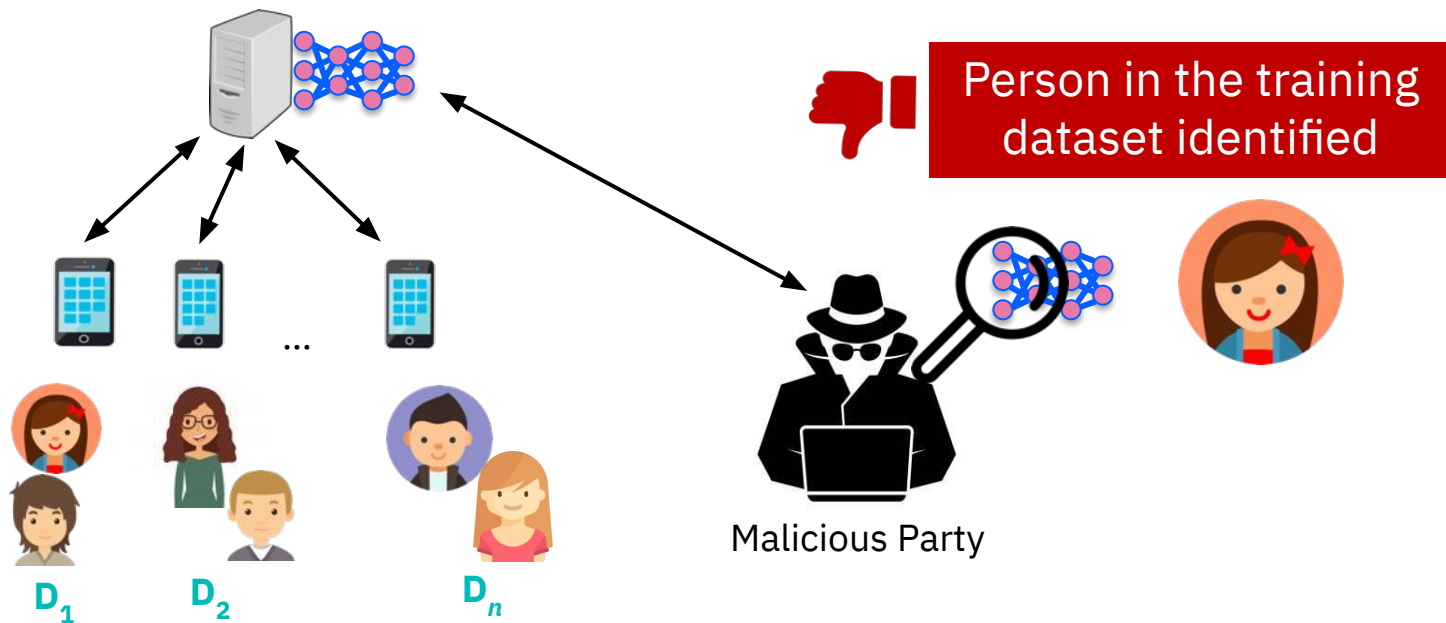 Person in the training
dataset identified
...
Malicious Party
D1
D2
Dn